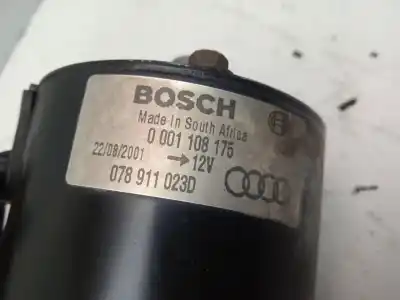 BOSCH
Made in South Africa
0 001 108 175
22/08/2001 → 12V
078 911 023D